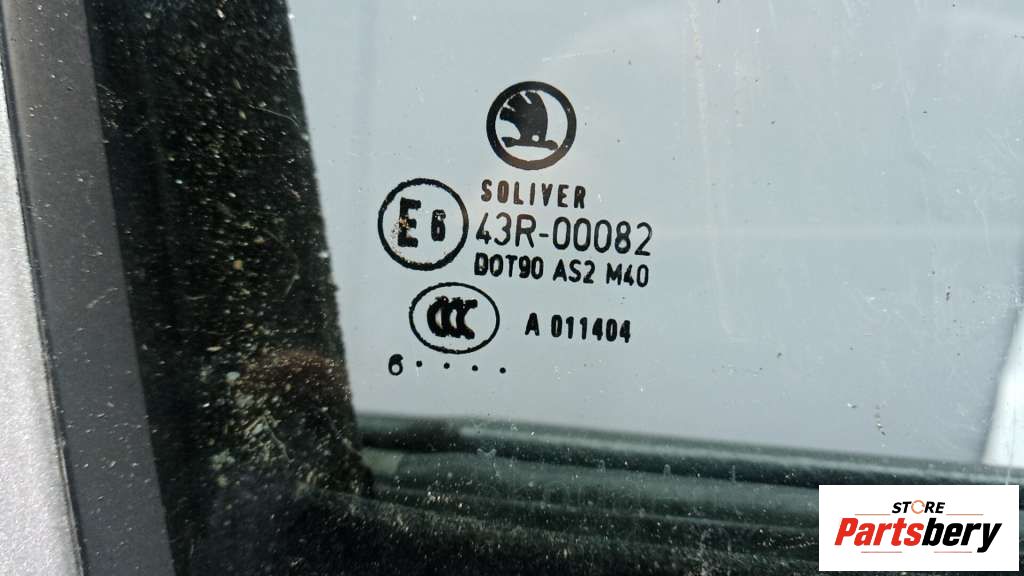 SOLIVER
E6 43R-00082
DOT90 AS2 M40
CCC A 011404
6····
STORE
Partsbery